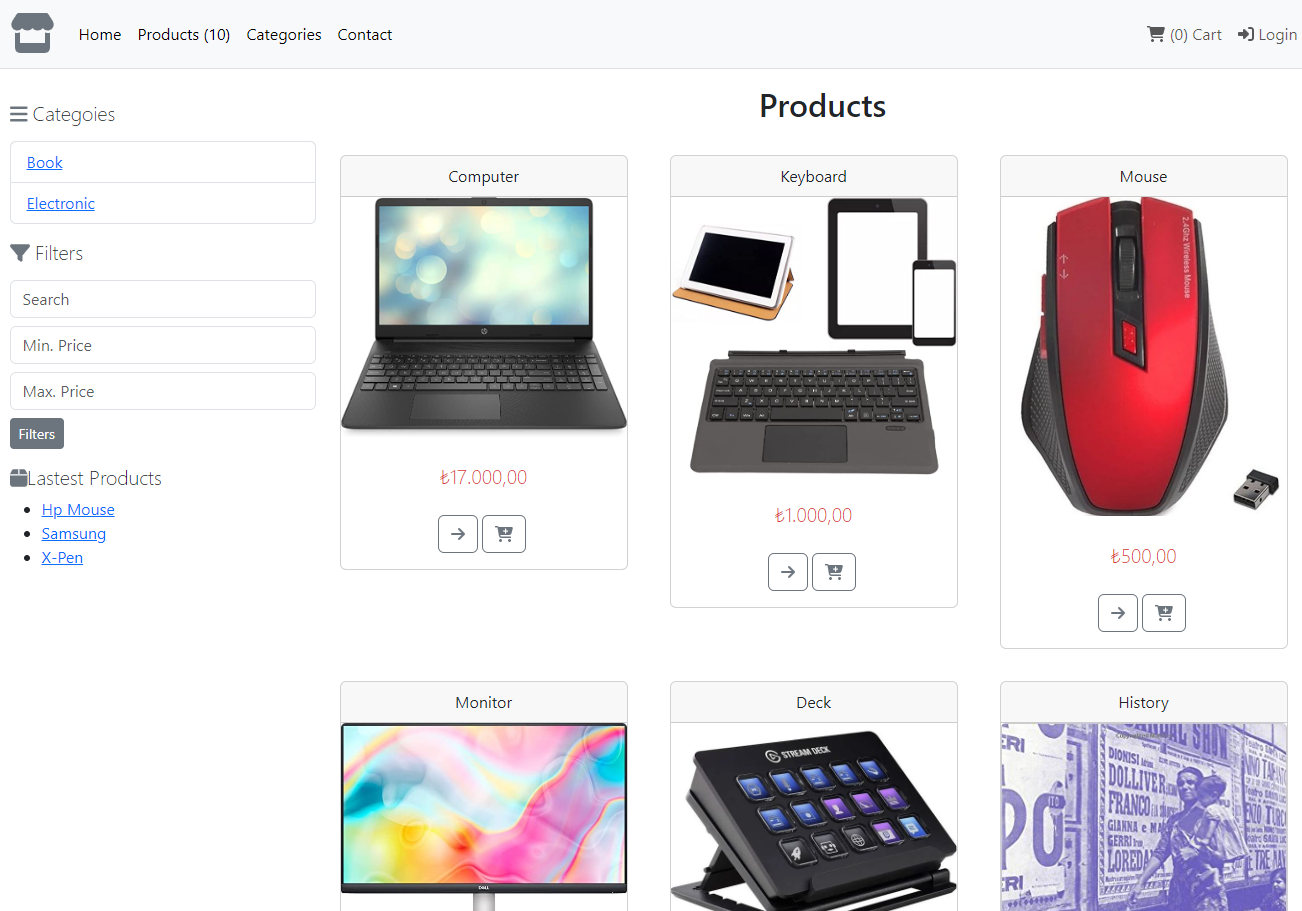 Home Products (10) Categories Contact
(0) Cart Login
Categoies
Book
Electronic
Filters
Search
Min. Price
Max. Price
Filters
Lastest Products
Hp Mouse
Samsung
X-Pen
Products
Computer
₺17.000,00
Keyboard
₺1.000,00
Mouse
2.4Ghz Wireless Mouse
₺500,00
Monitor
DELL
Deck
STREAM DECK
History
DIONISI
DOLLIVER
FRANCO
GIANNA e
GERRI